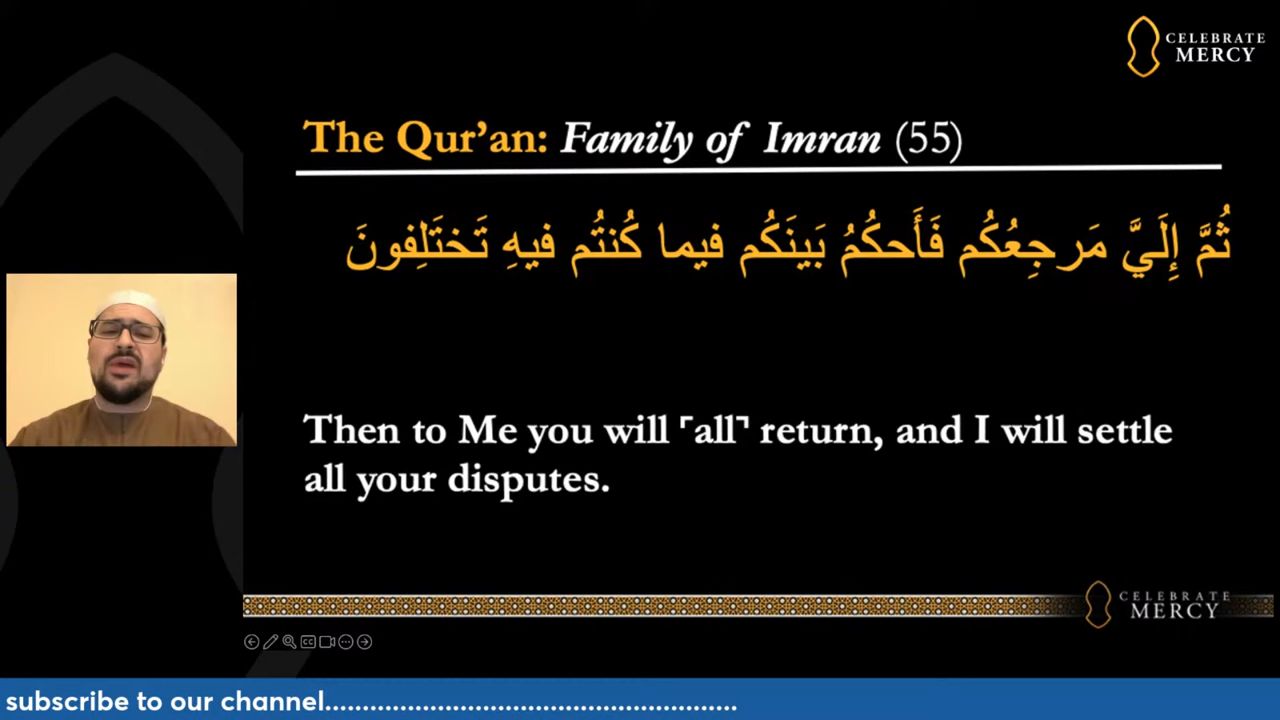 CELEBRATE
MERCY
The Qur’an: Family of Imran (55)
ثُمَّ إِلَيَّ مَرجِعُكُم فَأَحكُمُ بَينَكُم فيما كُنتُم فيهِ تَختَلِفونَ
Then to Me you will ⌜all⌝ return, and I will settle
all your disputes.
CELEBRATE
MERCY
CC
subscribe to our channel.......................................................